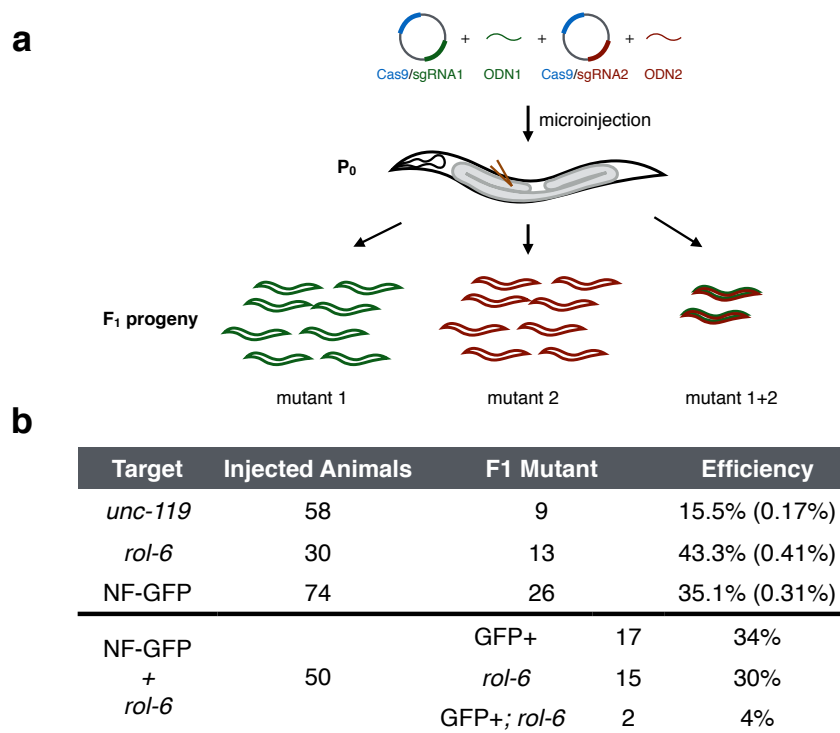 a
+ + +
Cas9/sgRNA1 ODN1 Cas9/sgRNA2 ODN2
microinjection
P0
F1 progeny
mutant 1 mutant 2 mutant 1+2
b
Target Injected Animals F1 Mutant Efficiency
unc-119 58 9 15.5% (0.17%)
rol-6 30 13 43.3% (0.41%)
NF-GFP 74 26 35.1% (0.31%)
NF-GFP + rol-6 50 GFP+ 17 34%
rol-6 15 30%
GFP+; rol-6 2 4%